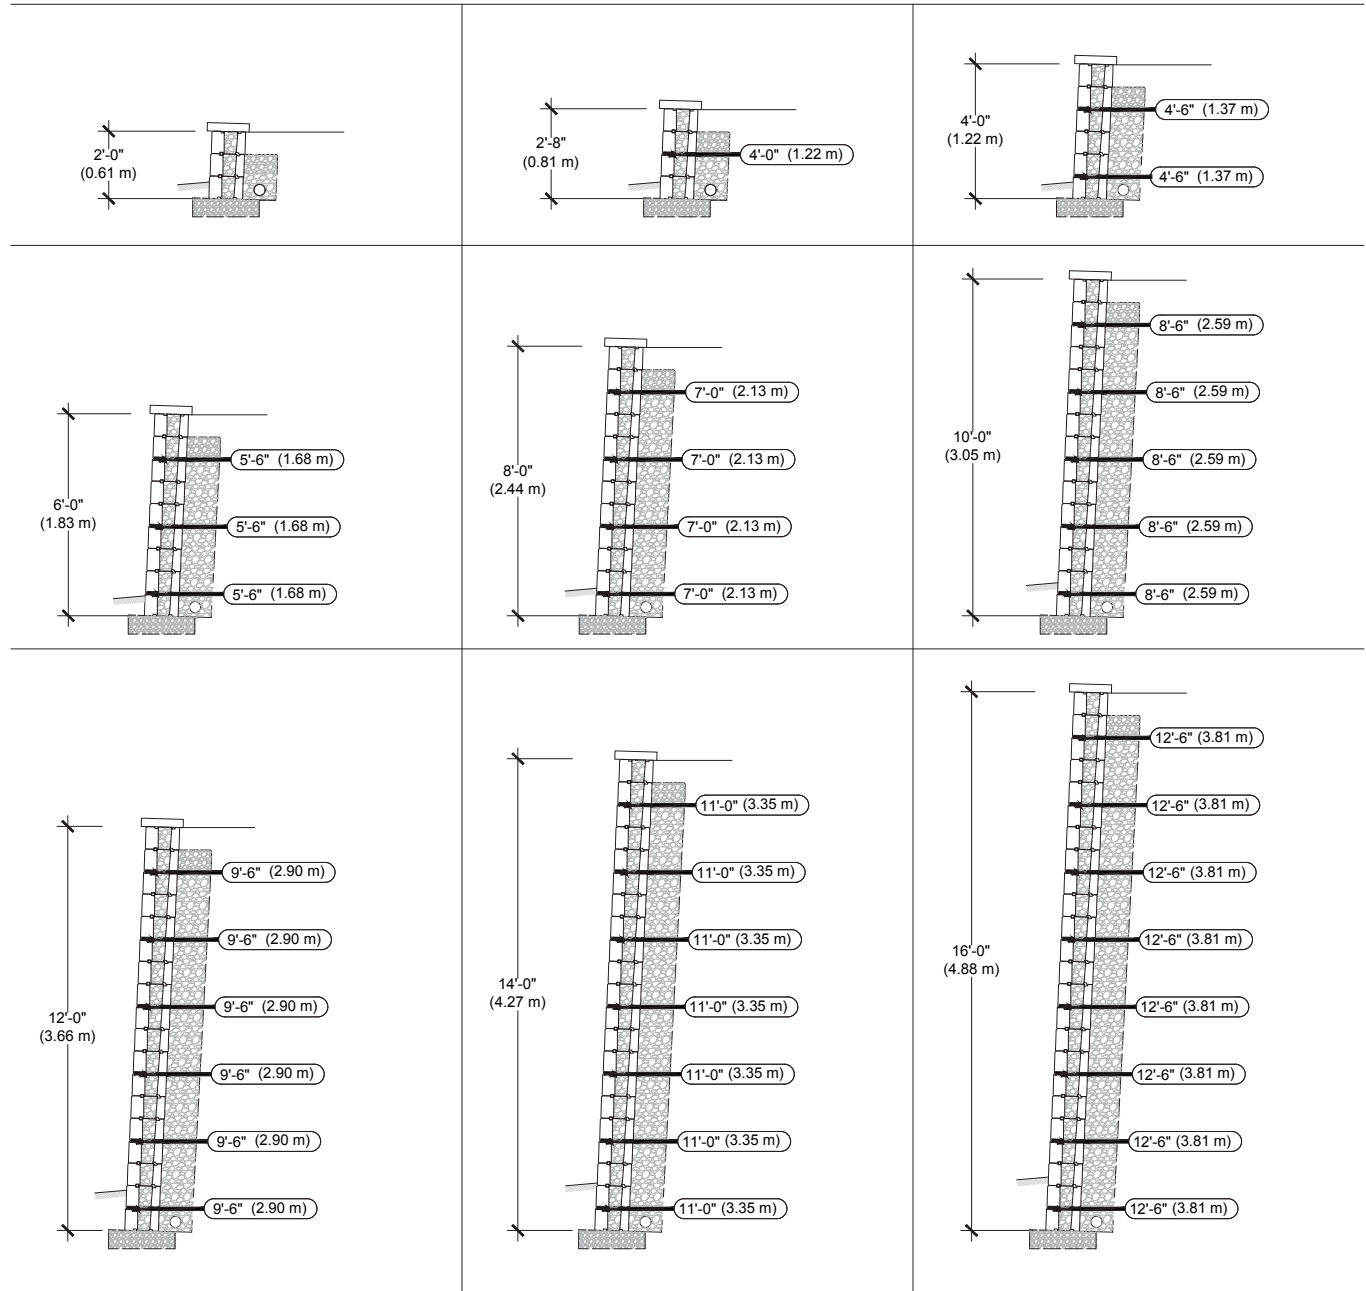 2'-0"
(0.61 m)
2'-8"
(0.81 m)
4'-0" (1.22 m)
4'-0"
(1.22 m)
4'-6" (1.37 m)
4'-6" (1.37 m)
6'-0"
(1.83 m)
5'-6" (1.68 m)
5'-6" (1.68 m)
5'-6" (1.68 m)
8'-0"
(2.44 m)
7'-0" (2.13 m)
7'-0" (2.13 m)
7'-0" (2.13 m)
7'-0" (2.13 m)
10'-0"
(3.05 m)
8'-6" (2.59 m)
8'-6" (2.59 m)
8'-6" (2.59 m)
8'-6" (2.59 m)
8'-6" (2.59 m)
12'-0"
(3.66 m)
9'-6" (2.90 m)
9'-6" (2.90 m)
9'-6" (2.90 m)
9'-6" (2.90 m)
9'-6" (2.90 m)
9'-6" (2.90 m)
14'-0"
(4.27 m)
11'-0" (3.35 m)
11'-0" (3.35 m)
11'-0" (3.35 m)
11'-0" (3.35 m)
11'-0" (3.35 m)
11'-0" (3.35 m)
11'-0" (3.35 m)
16'-0"
(4.88 m)
12'-6" (3.81 m)
12'-6" (3.81 m)
12'-6" (3.81 m)
12'-6" (3.81 m)
12'-6" (3.81 m)
12'-6" (3.81 m)
12'-6" (3.81 m)
12'-6" (3.81 m)